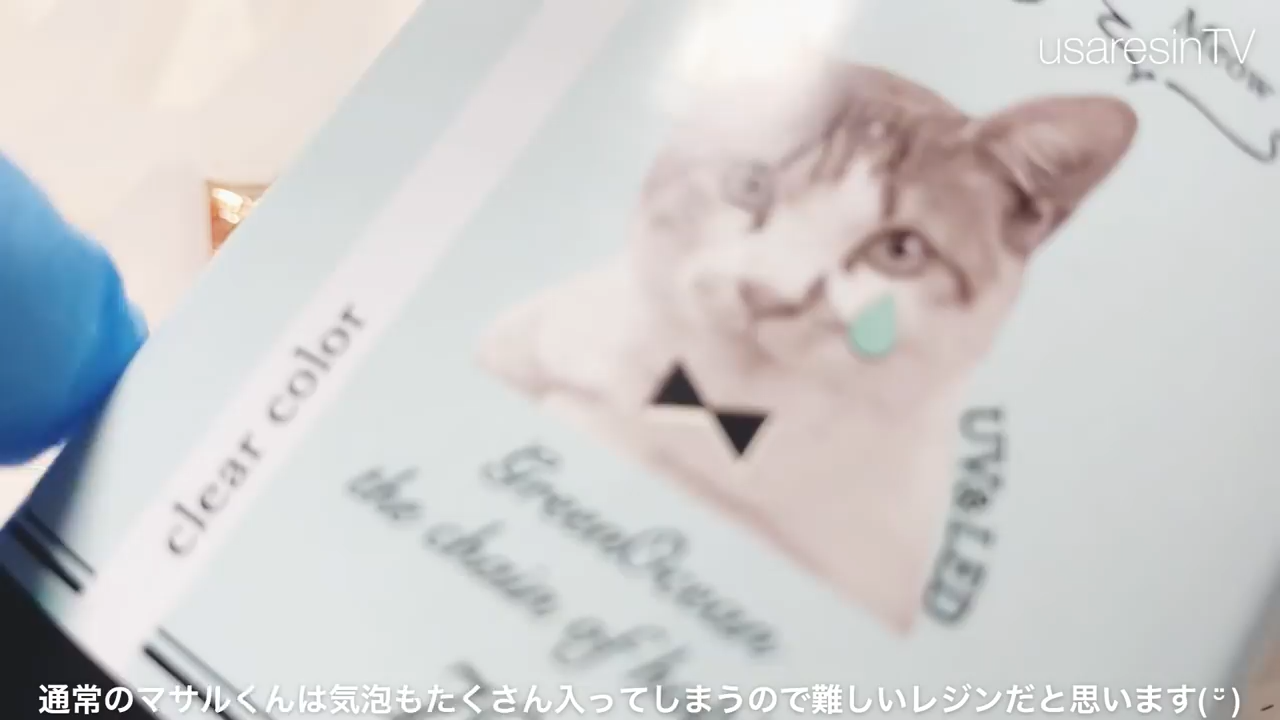 usaresinTV
Meow
clear color
UV&LED
GreenOcean
the chain of
通常のマサルくんは気泡もたくさん入ってしまうので難しいレジンだと思います( ̆̈ )